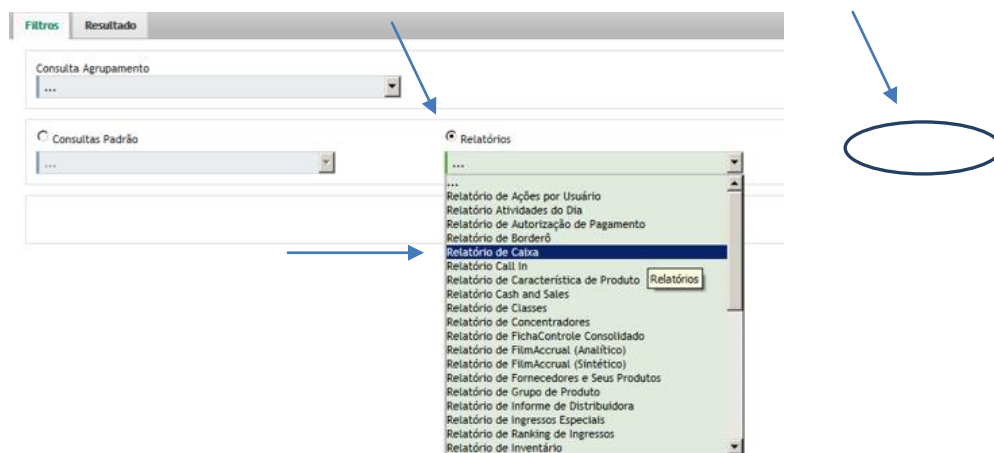 Filtros Resultado
Consulta Agrupamento
...
Consultas Padrão Relatórios
... ...
...
Relatório de Ações por Usuário
Relatório Atividades do Dia
Relatório de Autorização de Pagamento
Relatório de Borderô
Relatório de Caixa
Relatório Call In
Relatório de Característica de Produto Relatórios
Relatório Cash and Sales
Relatório de Classes
Relatório de Concentradores
Relatório de FichaControle Consolidado
Relatório de FilmAccrual (Analítico)
Relatório de FilmAccrual (Sintético)
Relatório de Fornecedores e Seus Produtos
Relatório de Grupo de Produto
Relatório de Informe de Distribuidora
Relatório de Ingressos Especiais
Relatório de Ranking de Ingressos
Relatório de Inventário